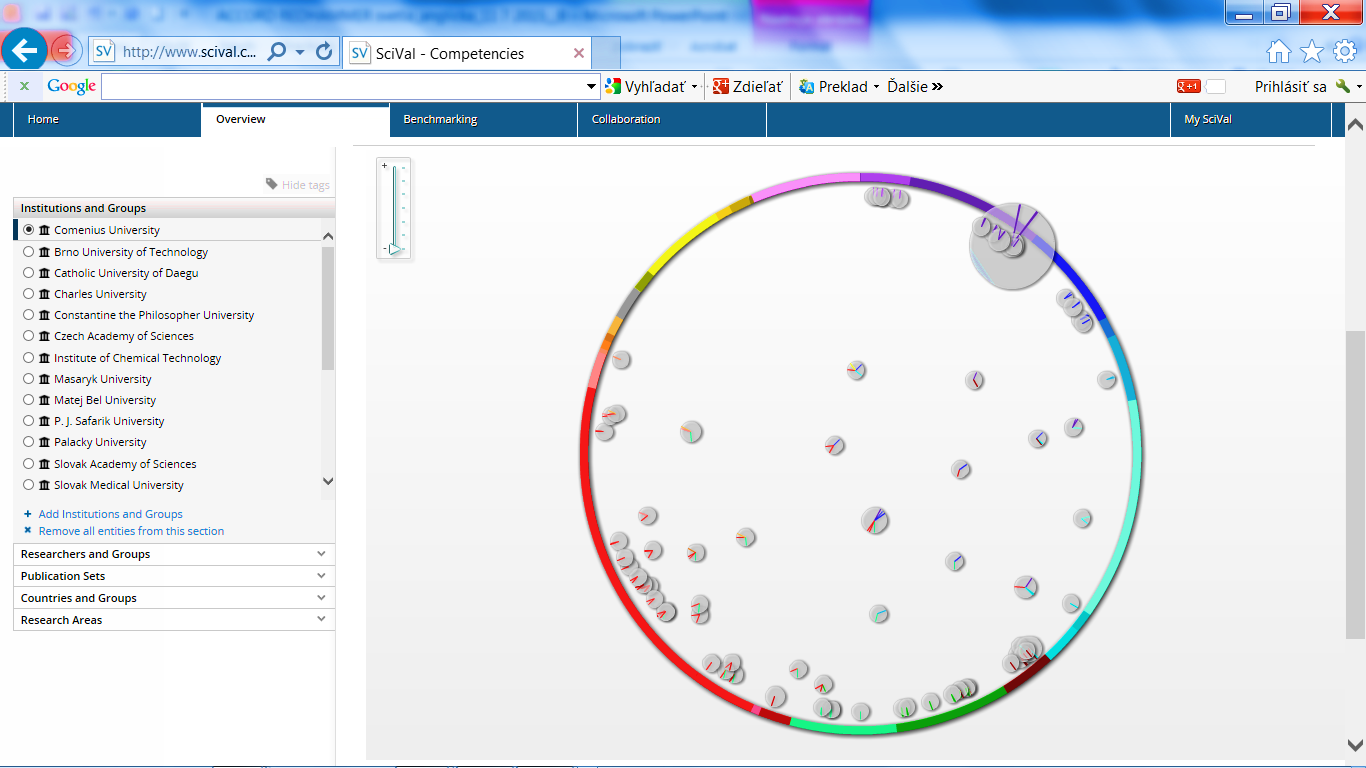 SV http://www.scival.c...
SV SciVal - Competencies
x Google Vyhľadať Zdieľať Preklad Ďalšie » g+1 Prihlásiť sa
Home Overview Benchmarking Collaboration My SciVal
Hide tags
Institutions and Groups
Comenius University
Brno University of Technology
Catholic University of Daegu
Charles University
Constantine the Philosopher University
Czech Academy of Sciences
Institute of Chemical Technology
Masaryk University
Matej Bel University
P. J. Safarik University
Palacky University
Slovak Academy of Sciences
Slovak Medical University
+ Add Institutions and Groups
× Remove all entities from this section
Researchers and Groups
Publication Sets
Countries and Groups
Research Areas
+
-